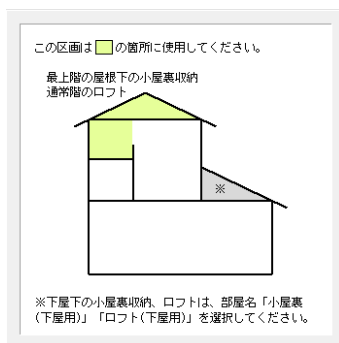 この区画は の箇所に使用してください。
最上階の屋根下の小屋裏収納
通常階のロフト
※
※下屋下の小屋裏収納、ロフトは、部屋名「小屋裏
(下屋用)」「ロフト(下屋用)」を選択してください。